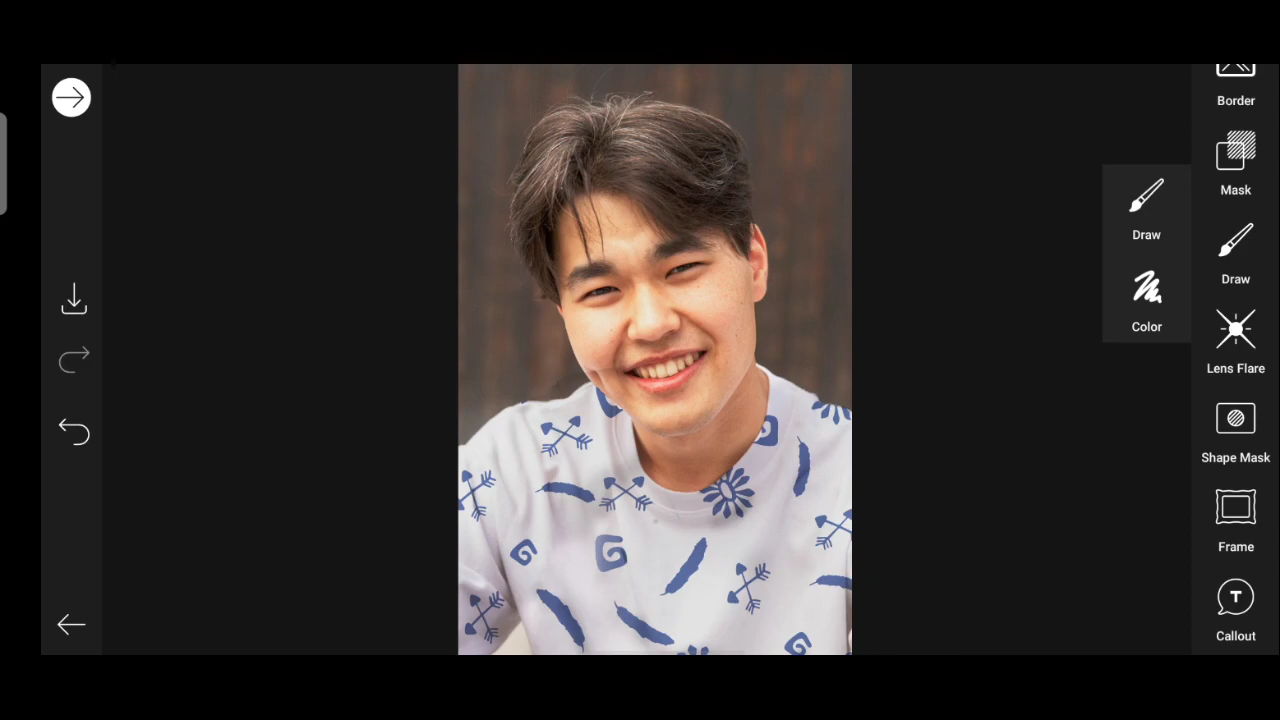 Border
Mask
Draw
Draw
Color
Lens Flare
Shape Mask
Frame
T
Callout